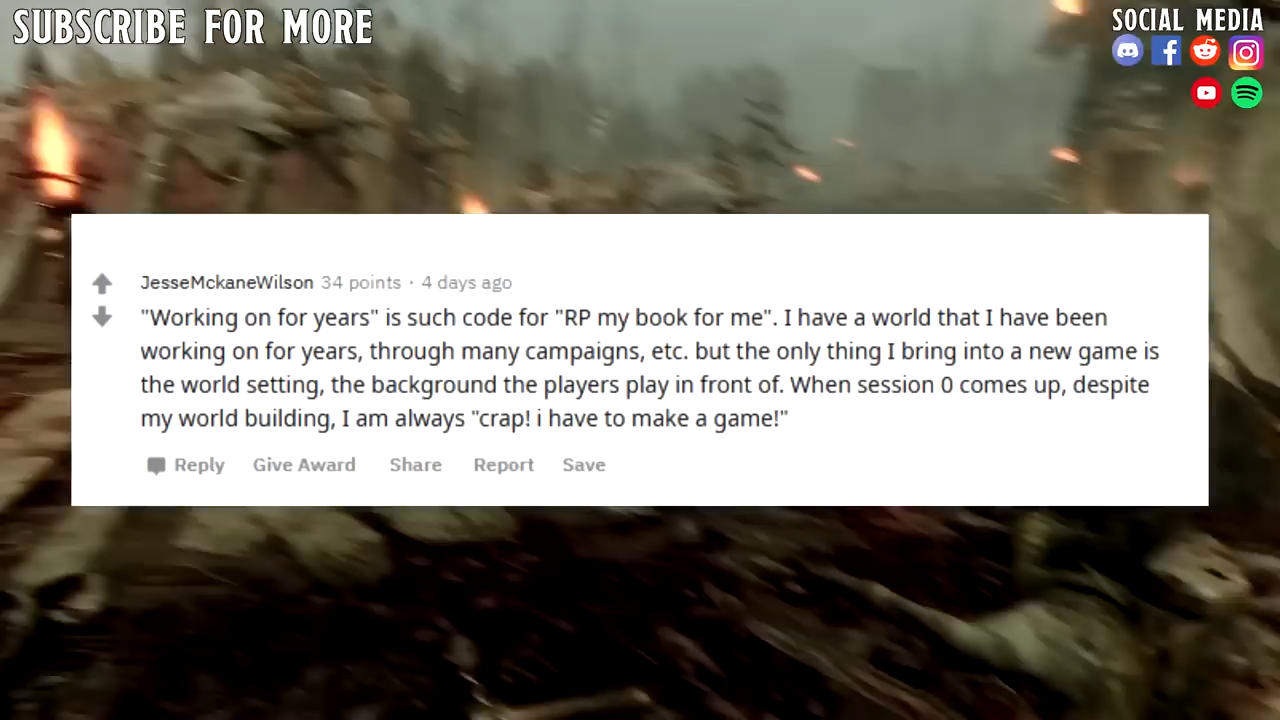 SUBSCRIBE FOR MORE
SOCIAL MEDIA
JesseMckaneWilson 34 points · 4 days ago
"Working on for years" is such code for "RP my book for me". I have a world that I have been
working on for years, through many campaigns, etc. but the only thing I bring into a new game is
the world setting, the background the players play in front of. When session 0 comes up, despite
my world building, I am always "crap! i have to make a game!"
Reply Give Award Share Report Save